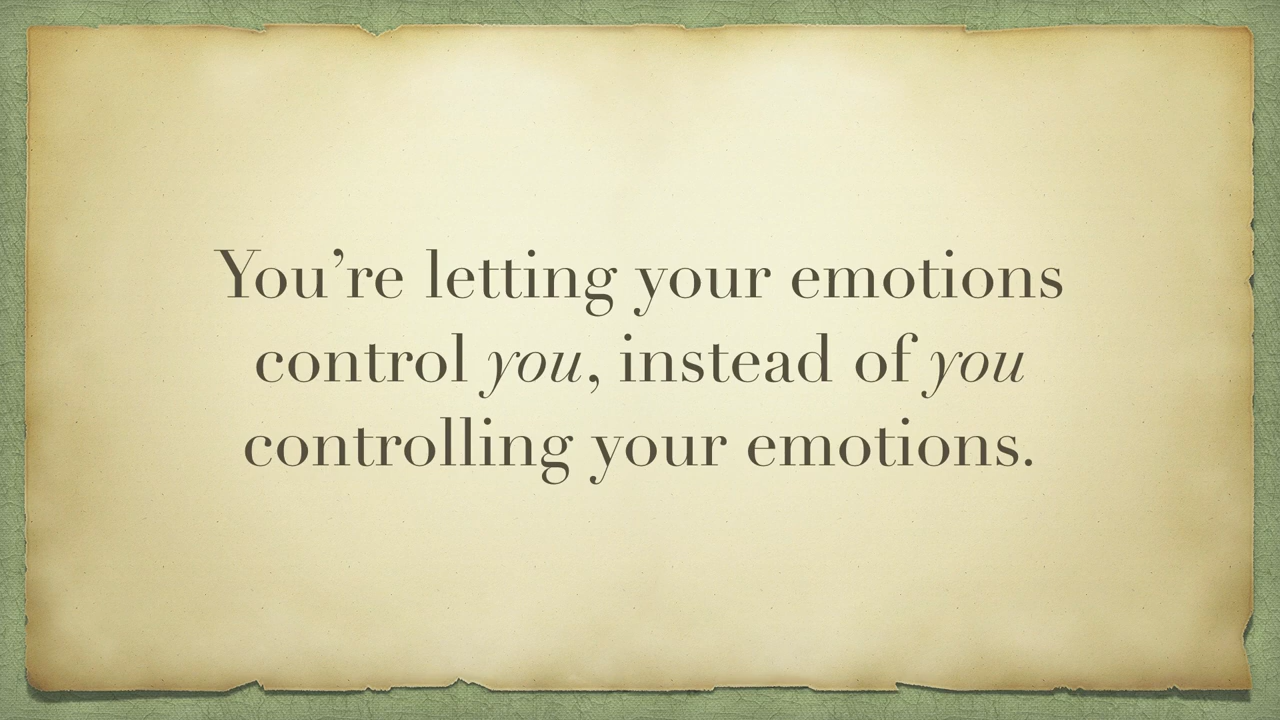 You’re letting your emotions
control you, instead of you
controlling your emotions.